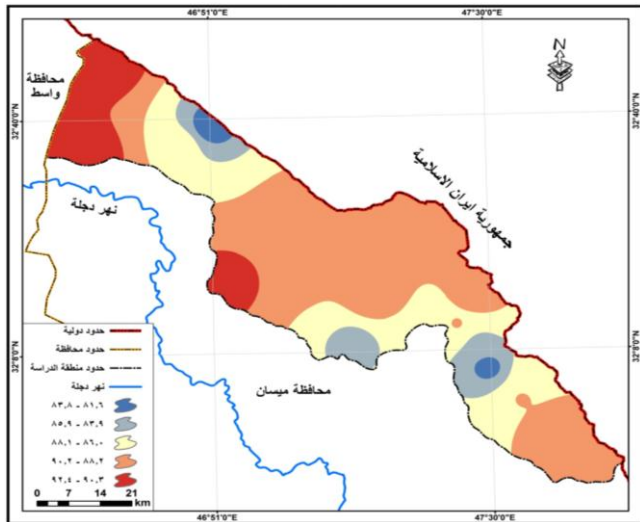 46°51'0"E
47°30'0"E
N
محافظة
واسط
32°40'0"N
32°40'0"N
جمهورية ايران الاسلامية
نهر دجلة
حدود دولية
حدود محافظة
حدود منطقة الدراسة
نهر دجلة
٨٣,٨ - ٨١,٦
٨٥,٩ - ٨٣,٩
٨٨,١ - ٨٦,٠
٩٠,٢ - ٨٨,٢
٩٢,٤ - ٩٠,٣
32°8'0"N
32°8'0"N
محافظة ميسان
0 7 14 21
km
46°51'0"E
47°30'0"E